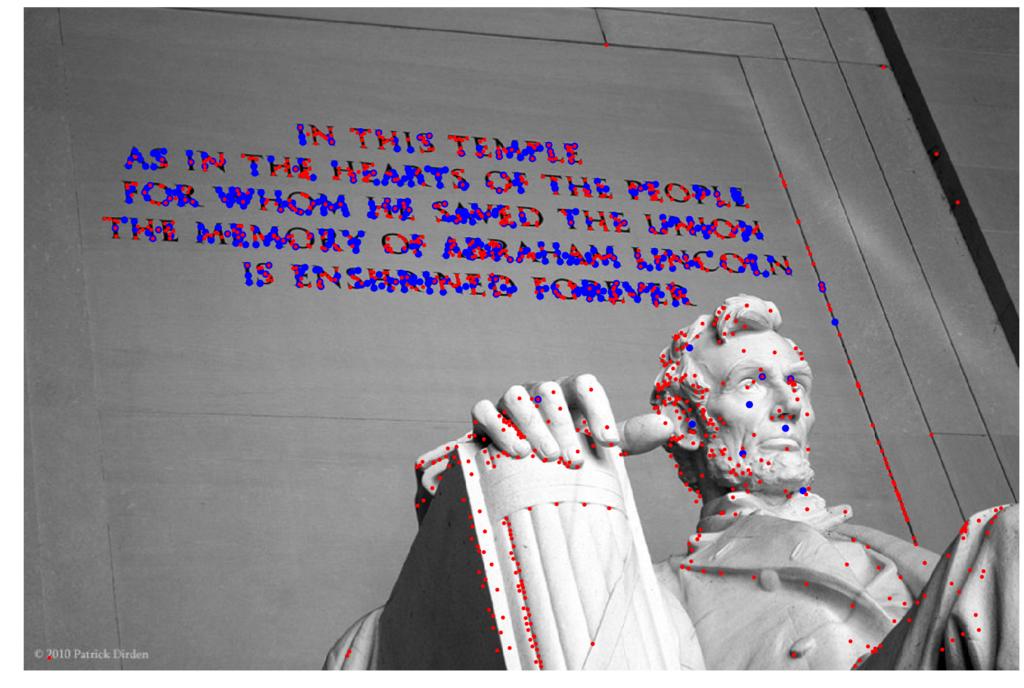 IN THIS TEMPLE
AS IN THE HEARTS OF THE PEOPLE
FOR WHOM HE SAVED THE UNION
THE MEMORY OF ABRAHAM LINCOLN
IS ENSHRINED FOREVER
© 2010 Patrick Dirden